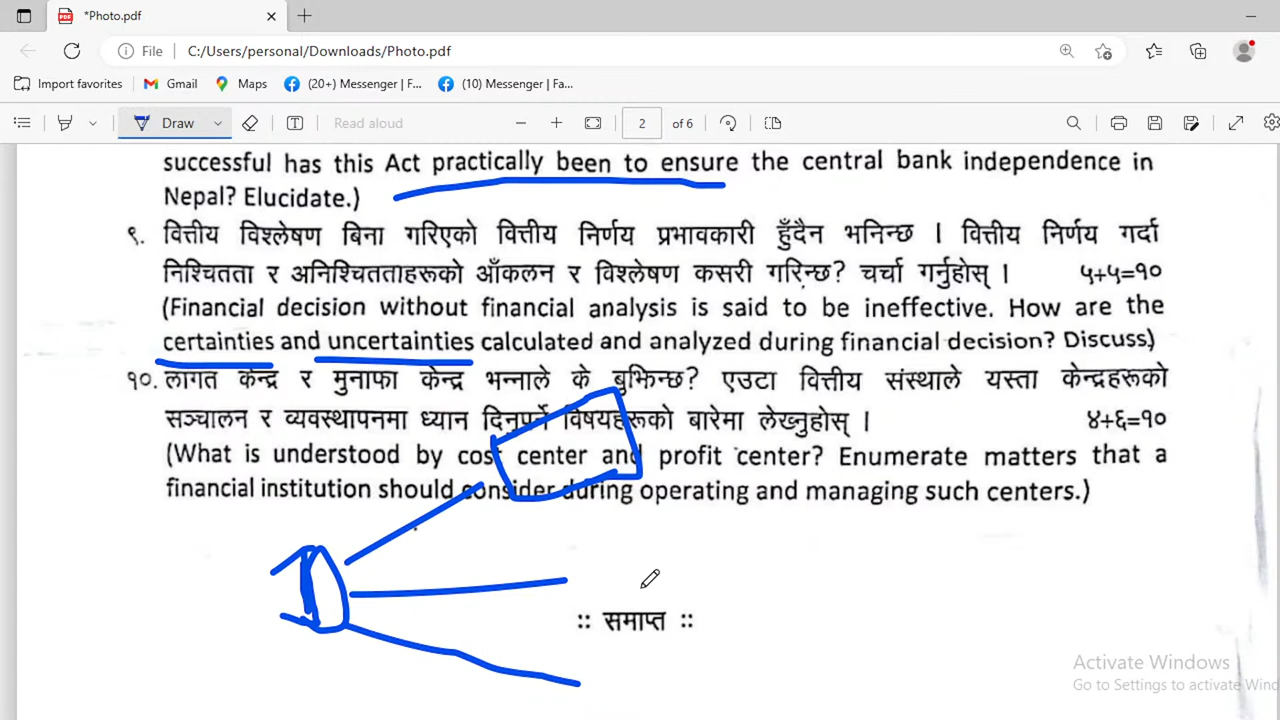 *Photo.pdf
File C:/Users/personal/Downloads/Photo.pdf
Import favorites Gmail Maps (20+) Messenger | F... (10) Messenger | Fa...
Draw Read aloud 2 of 6
successful has this Act practically been to ensure the central bank independence in
Nepal? Elucidate.)
९. वित्तीय विश्लेषण बिना गरिएको वित्तीय निर्णय प्रभावकारी हुँदैन भनिन्छ । वित्तीय निर्णय गर्दा
निश्चितता र अनिश्चितताहरूको आँकलन र विश्लेषण कसरी गरिन्छ? चर्चा गर्नुहोस् । ५+५=१०
(Financial decision without financial analysis is said to be ineffective. How are the
certainties and uncertainties calculated and analyzed during financial decision? Discuss)
१०. लागत केन्द्र र मुनाफा केन्द्र भन्नाले के बुझिन्छ? एउटा वित्तीय संस्थाले यस्ता केन्द्रहरूको
सञ्चालन र व्यवस्थापनमा ध्यान दिनुपर्ने विषयहरूको बारेमा लेख्नुहोस् । ४+६=१०
(What is understood by cost center and profit center? Enumerate matters that a
financial institution should consider during operating and managing such centers.)
:: समाप्त ::
Activate Windows
Go to Settings to activate Wind